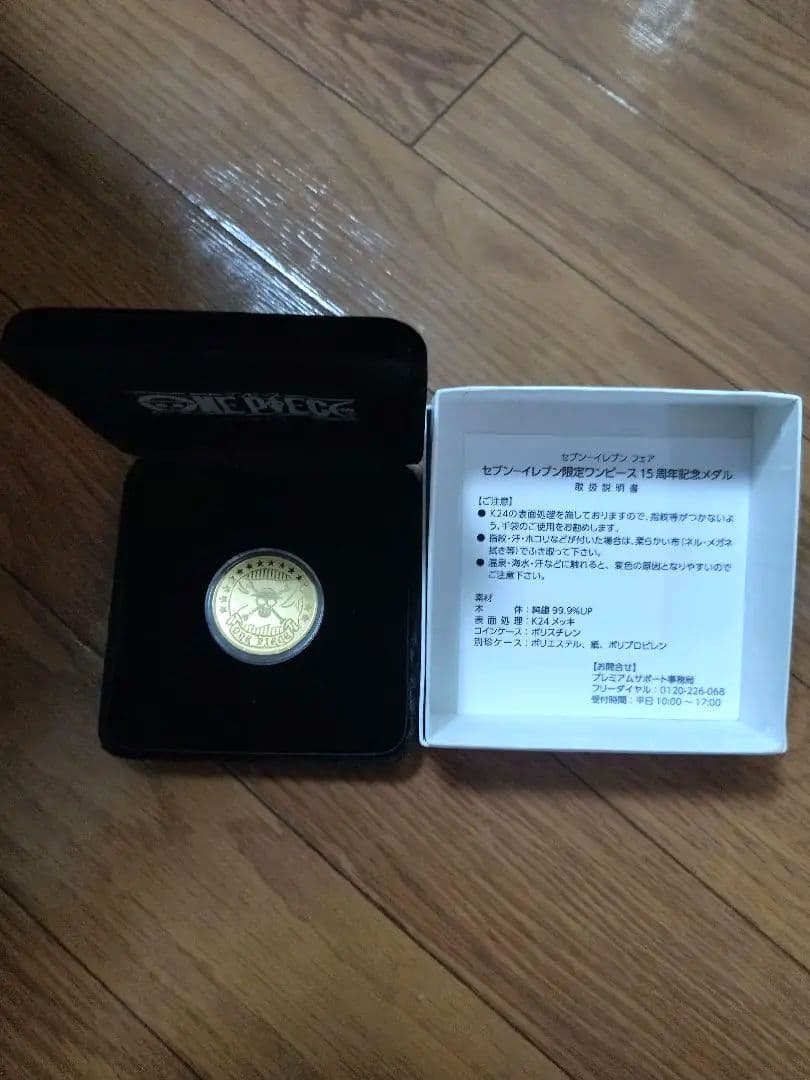 ONE PIECE
ONE PIECE
セブン−イレブン フェア
セブン−イレブン限定ワンピース 15周年記念メダル
取扱説明書
【ご注意】
● K24の表面処理を施しておりますので、指紋等がつかないよ
う、手袋のご使用をお勧めします。
● 指紋・汗・ホコリなどが付いた場合は、柔らかい布(ネル・メガネ
拭き等)でふき取って下さい。
● 温泉・海水・汗などに触れると、変色の原因となりやすいので
ご注意下さい。
素材
本　　体：純銀 99.9%UP
表面処理：K24 メッキ
コインケース：ポリスチレン
別珍ケース：ポリエステル、紙、ポリプロピレン
【お問合せ】
プレミアムサポート事務局
フリーダイヤル：0120-226-068
受付時間：平日 10:00～17:00